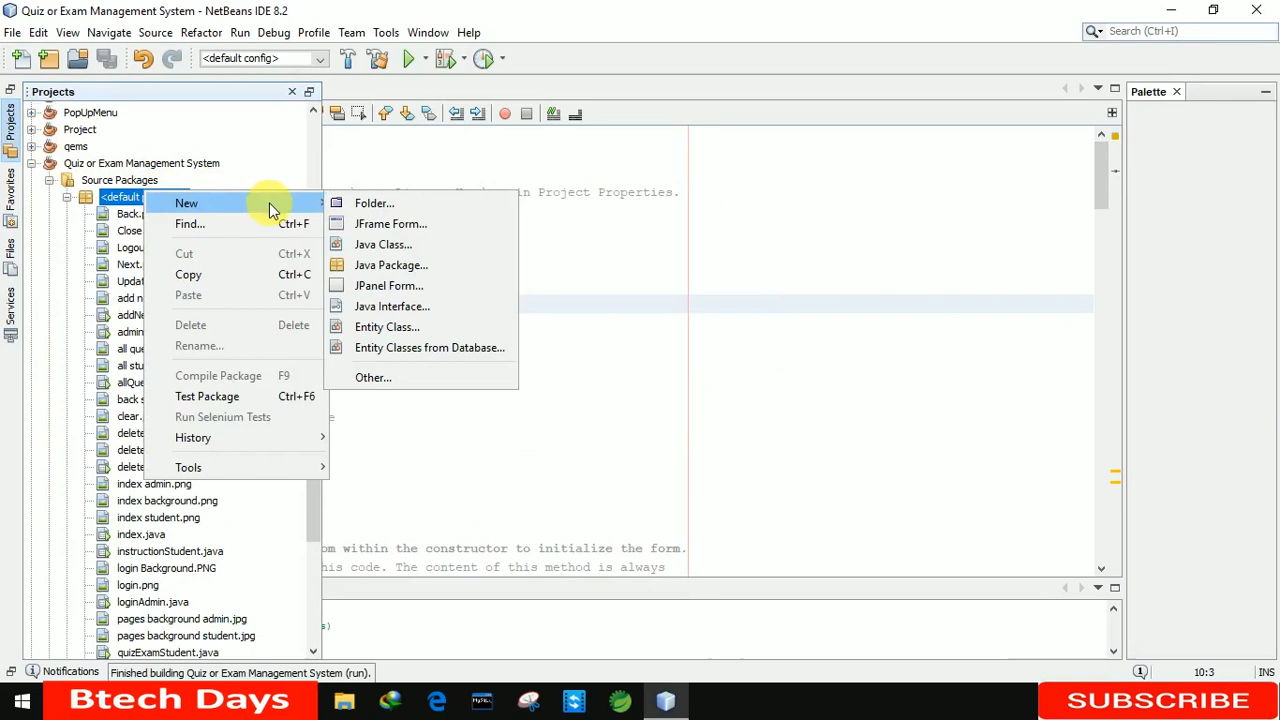 Quiz or Exam Management System - NetBeans IDE 8.2
File Edit View Navigate Source Refactor Run Debug Profile Team Tools Window Help
Search (Ctrl+I)
<default config>
Projects
Palette
PopUpMenu
Project
qems
Quiz or Exam Management System
Source Packages
<default
Back.
Close
Logou
Next.
Updat
add n
addNe
admin
all qu
all stu
allQue
back s
clear.
delete
delete
delete
index admin.png
index background.png
index student.png
index.java
instructionStudent.java
login Background.PNG
login.png
loginAdmin.java
pages background admin.jpg
pages background student.jpg
quizExamStudent.java
New
Find... Ctrl+F
Cut Ctrl+X
Copy Ctrl+C
Paste Ctrl+V
Delete Delete
Rename...
Compile Package F9
Test Package Ctrl+F6
Run Selenium Tests
History
Tools
Folder...
JFrame Form...
Java Class...
Java Package...
JPanel Form...
Java Interface...
Entity Class...
Entity Classes from Database...
Other...
in Project Properties.
e
om within the constructor to initialize the form.
his code. The content of this method is always
s)
Notifications
Finished building Quiz or Exam Management System (run).
10:3 INS
Btech Days
SUBSCRIBE